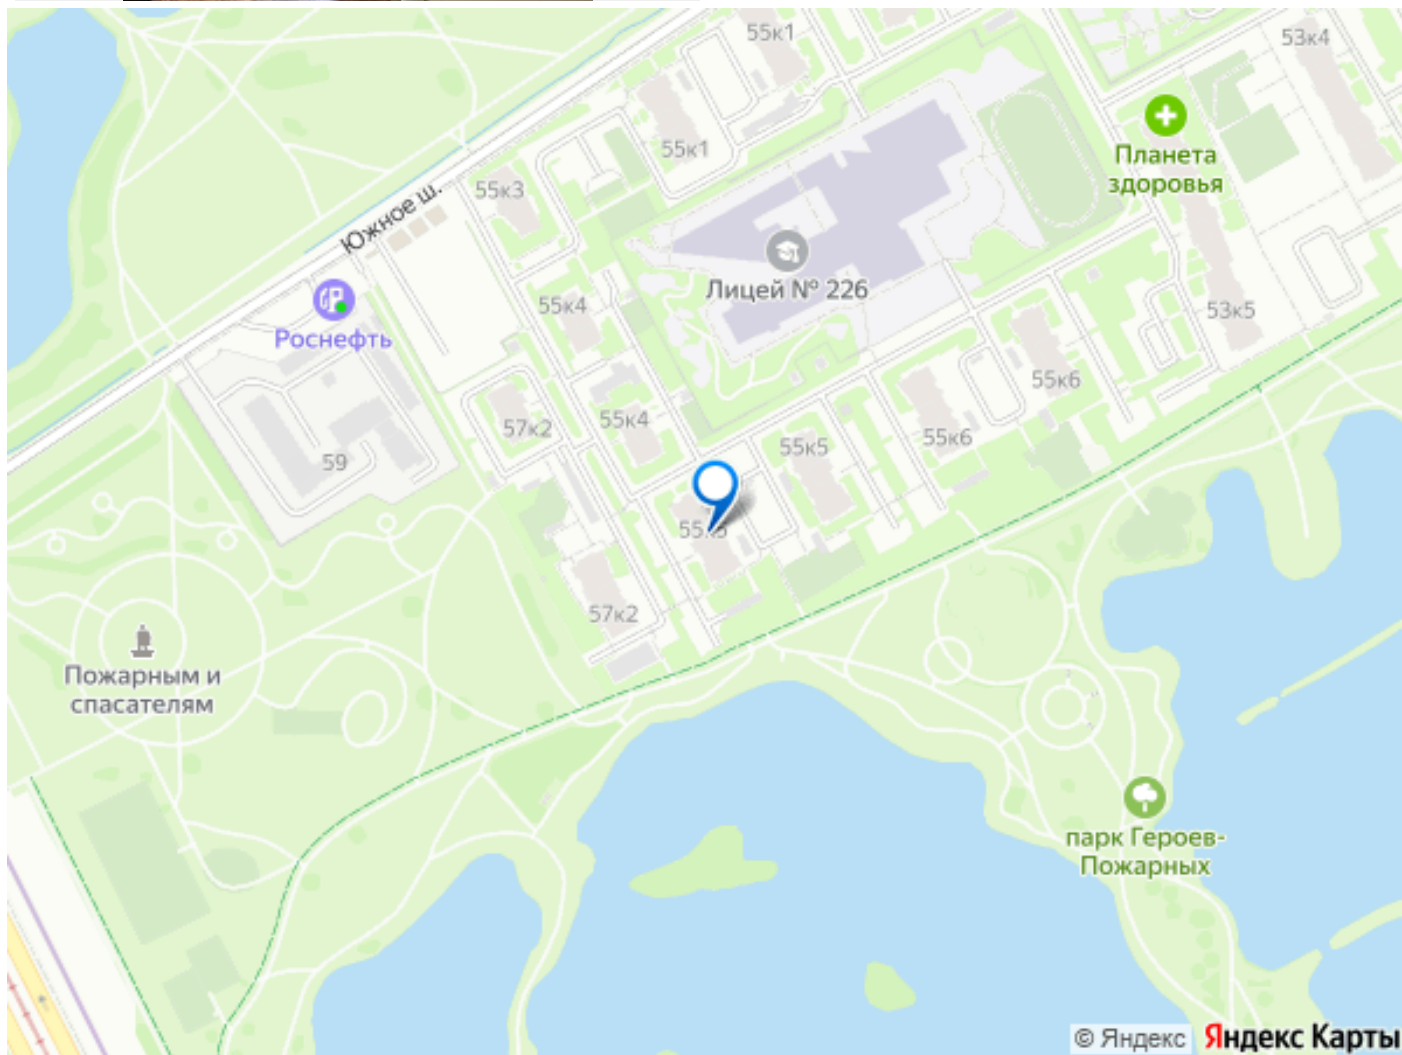 55к1
53к4
55к1
Планета
здоровья
55к3
Южное ш.
Лицей № 226
55к4
53к5
Роснефть
55к6
55к4
57к2
55к6
55к5
59
55к5
57к2
Пожарным и
спасателям
парк Героев-
Пожарных
© Яндекс
Яндекс Карты